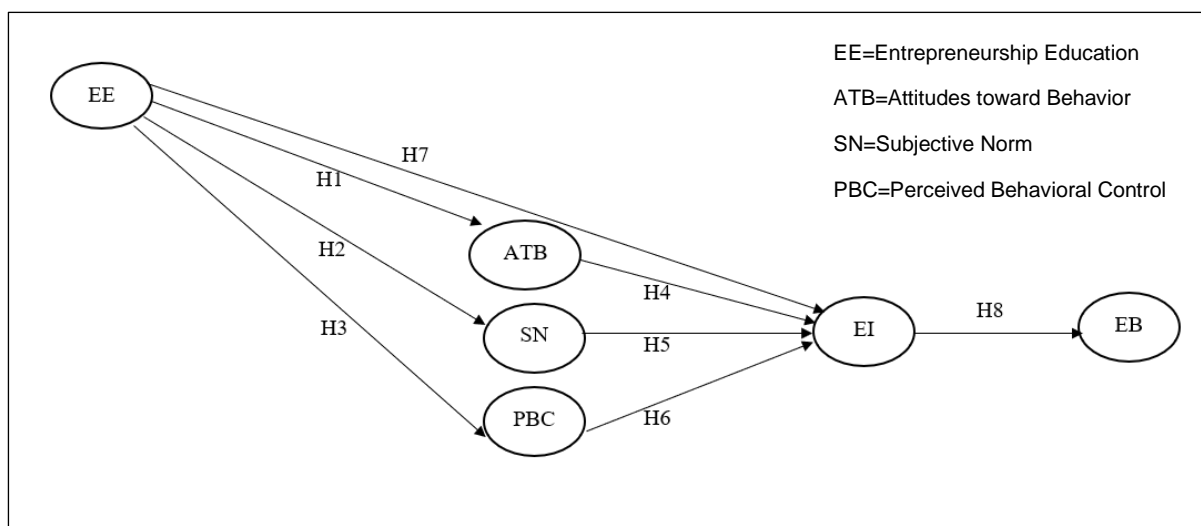 EE=Entrepreneurship Education
EE
ATB=Attitudes toward Behavior
SN=Subjective Norm
H7
H1
PBC=Perceived Behavioral Control
H2
ATB
H4
H3
SN
H5
EI
H8
EB
PBC
H6